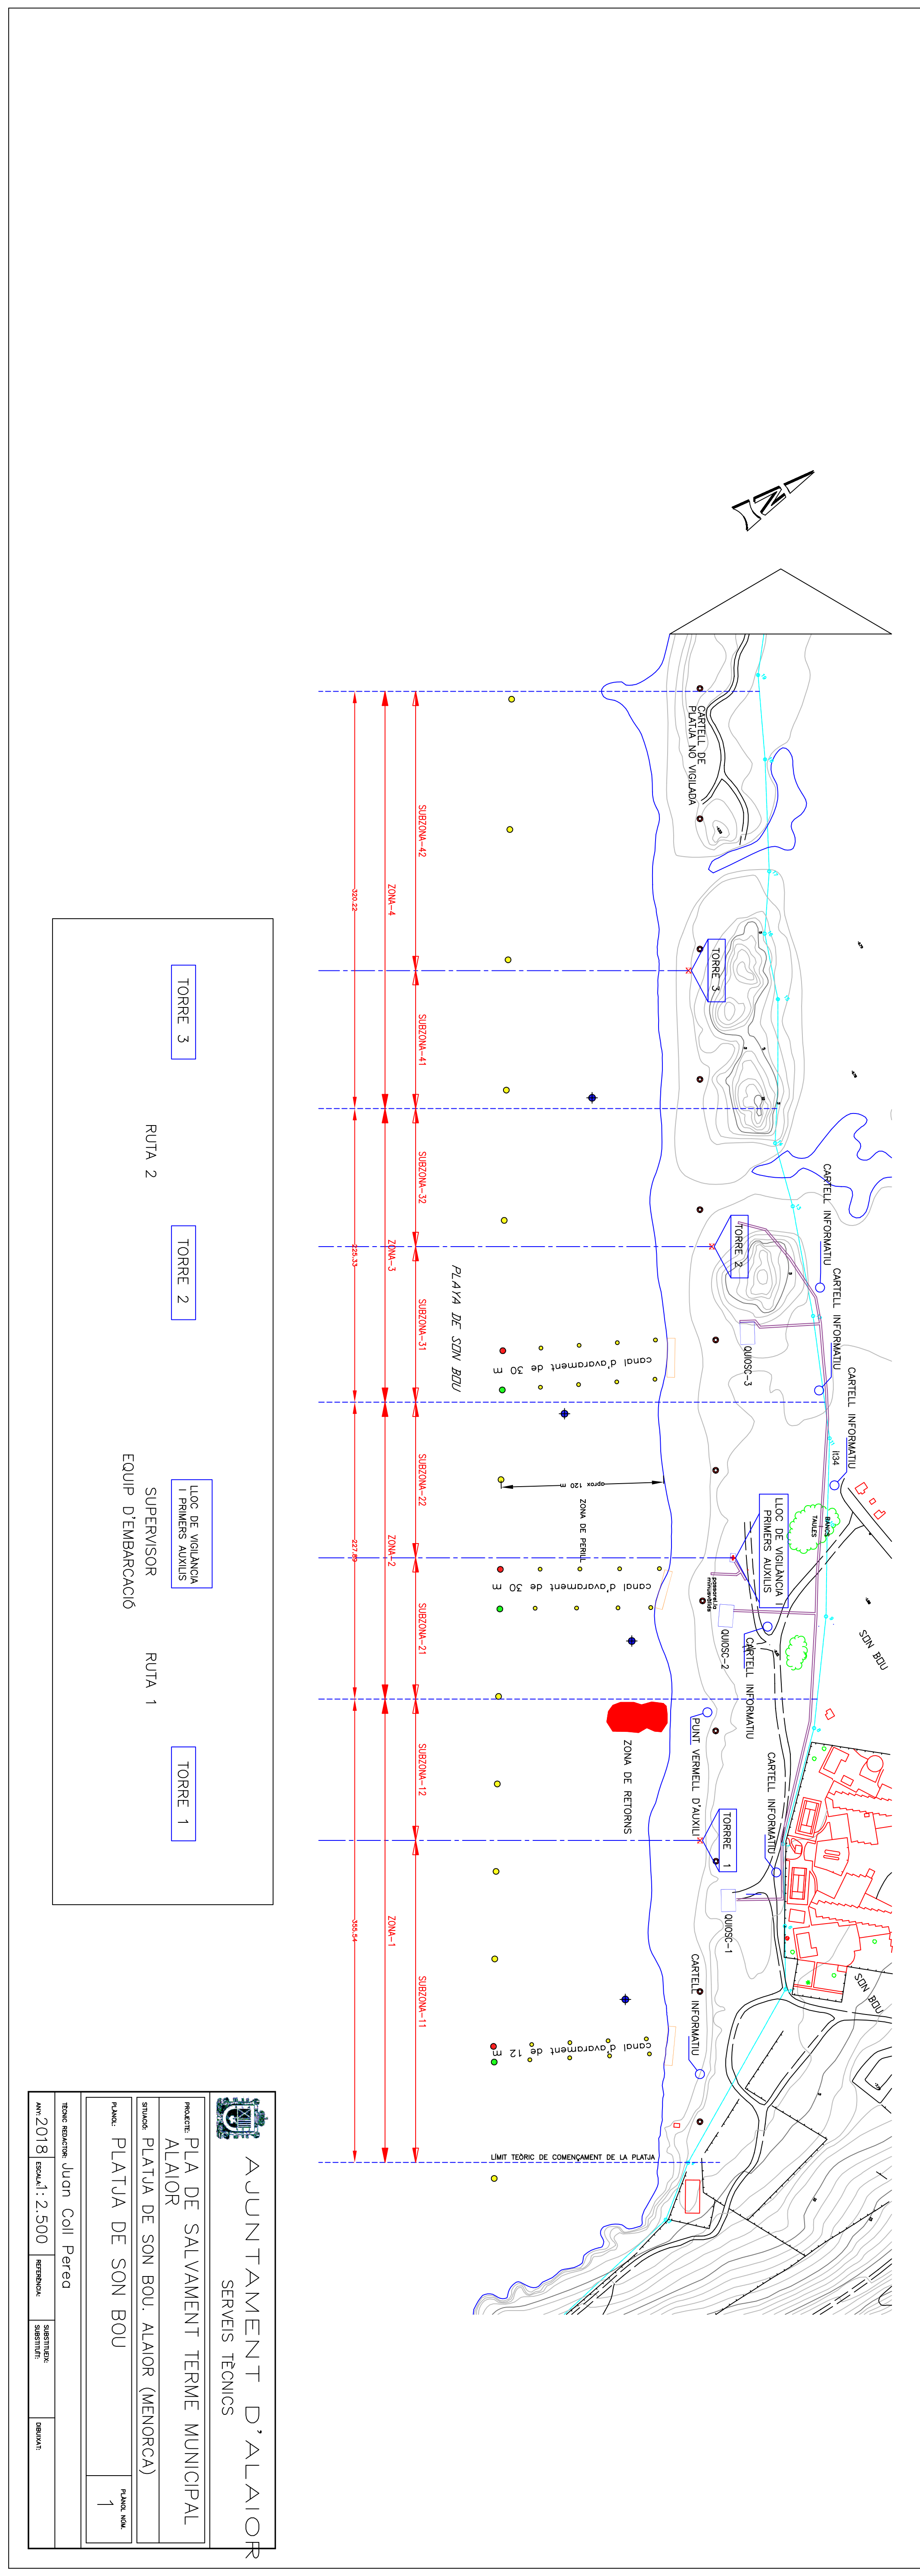 N
CARTELL DE
PLATJA NO VIGILADA
TORRE 3
CARTELL INFORMATIU
CARTELL INFORMATIU
CARTELL INFORMATIU
TORRE 2
QUIOSC-3
it34
BANCS
TAULES
LLOC DE VIGILÀNCIA I
PRIMERS AUXILIS
passarel.la
minusvàlids
QUIOSC-2
CARTELL INFORMATIU
SON BOU
PUNT VERMELL D'AUXILI
CARTELL INFORMATIU
TORRRE 1
QUIOSC-1
SON BOU
CARTELL INFORMATIU
ZONA DE RETORNS
ZONA DE PERILL
aprox 120 m
canal d'avarament de 30 m
canal d'avarament de 30 m
canal d'avarament de 12 m
LÍMIT TEÒRIC DE COMENÇAMENT DE LA PLATJA
PLAYA DE SON BOU
SUBZONA-42
SUBZONA-41
SUBZONA-32
SUBZONA-31
SUBZONA-22
SUBZONA-21
SUBZONA-12
SUBZONA-11
ZONA-4
ZONA-3
ZONA-2
ZONA-1
320.22
225.33
227.89
355.54
TORRE 3
RUTA 2
TORRE 2
LLOC DE VIGILÀNCIA
I PRIMERS AUXILIS
SUPERVISOR
EQUIP D'EMBARCACIÓ
RUTA 1
TORRE 1
AJUNTAMENT D'ALAIOR
SERVEIS TÈCNICS
PROJECTE: PLA DE SALVAMENT TERME MUNICIPAL
ALAIOR
SITUACIÓ: PLATJA DE SON BOU. ALAIOR (MENORCA)
PLÀNOL: PLATJA DE SON BOU
PLÀNOL NÚM. 1
TÈCNIC REDACTOR: Juan Coll Perea
ANY: 2018 ESCALA: 1: 2.500 REFERÈNCIA: SUBSTITUEIX: SUBSTITUÏT: DIBUIXAT: